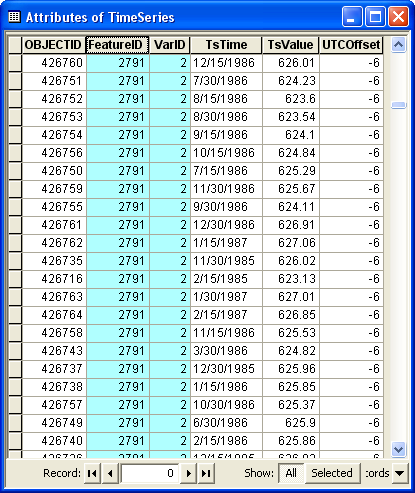 Attributes of TimeSeries
OBJECTID FeatureID VarID TsTime TsValue UTCOffset
426760 2791 2 12/15/1986 626.01 -6
426751 2791 2 7/30/1986 624.23 -6
426752 2791 2 8/15/1986 623.6 -6
426753 2791 2 8/30/1986 623.54 -6
426754 2791 2 9/15/1986 624.1 -6
426756 2791 2 10/15/1986 624.84 -6
426750 2791 2 7/15/1986 625.29 -6
426759 2791 2 11/30/1986 625.67 -6
426755 2791 2 9/30/1986 624.11 -6
426761 2791 2 12/30/1986 626.91 -6
426762 2791 2 1/15/1987 627.06 -6
426735 2791 2 11/30/1985 626.02 -6
426716 2791 2 2/15/1985 623.13 -6
426763 2791 2 1/30/1987 627.01 -6
426764 2791 2 2/15/1987 626.85 -6
426758 2791 2 11/15/1986 625.53 -6
426743 2791 2 3/30/1986 624.82 -6
426737 2791 2 12/30/1985 625.96 -6
426738 2791 2 1/15/1986 625.85 -6
426757 2791 2 10/30/1986 625.37 -6
426749 2791 2 6/30/1986 625.9 -6
426740 2791 2 2/15/1986 625.86 -6
Record: 0 Show: All Selected :ords